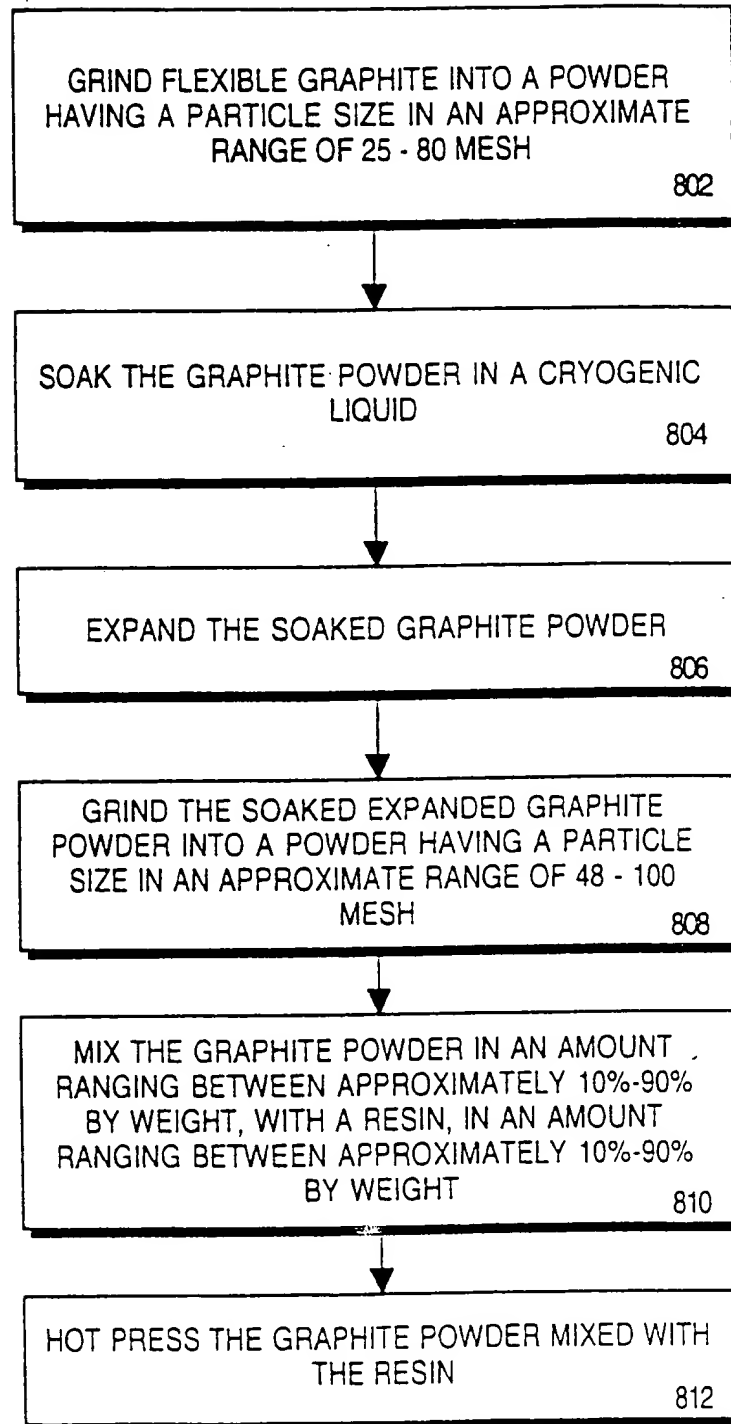 GRIND FLEXIBLE GRAPHITE INTO A POWDER
HAVING A PARTICLE SIZE IN AN APPROXIMATE
RANGE OF 25 - 80 MESH
802
SOAK THE GRAPHITE POWDER IN A CRYOGENIC
LIQUID
804
EXPAND THE SOAKED GRAPHITE POWDER
806
GRIND THE SOAKED EXPANDED GRAPHITE
POWDER INTO A POWDER HAVING A PARTICLE
SIZE IN AN APPROXIMATE RANGE OF 48 - 100
MESH
808
MIX THE GRAPHITE POWDER IN AN AMOUNT
RANGING BETWEEN APPROXIMATELY 10%-90%
BY WEIGHT, WITH A RESIN, IN AN AMOUNT
RANGING BETWEEN APPROXIMATELY 10%-90%
BY WEIGHT
810
HOT PRESS THE GRAPHITE POWDER MIXED WITH
THE RESIN
812